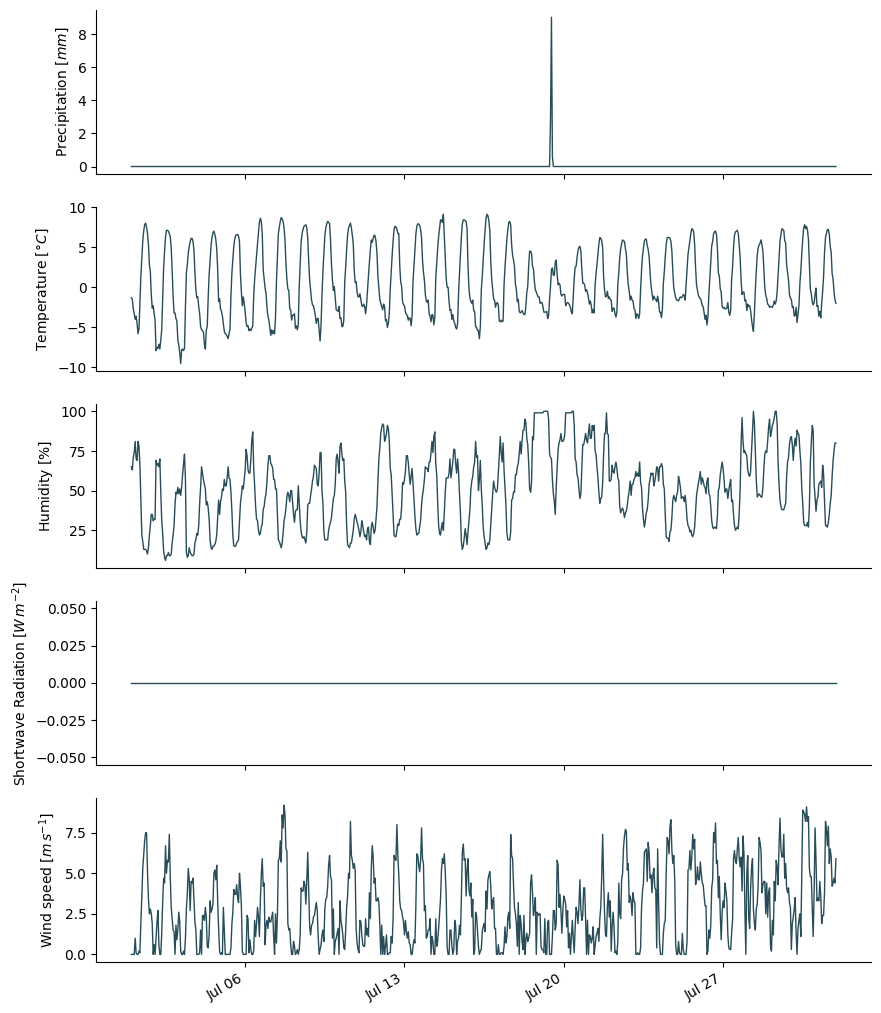 Precipitation [mm]
8
6
4
2
0
Temperature [°C]
10
5
0
−5
−10
Humidity [%]
100
75
50
25
Shortwave Radiation [W m⁻²]
0.050
0.025
0.000
−0.025
−0.050
Wind speed [m s⁻¹]
7.5
5.0
2.5
0.0
Jul 06
Jul 13
Jul 20
Jul 27